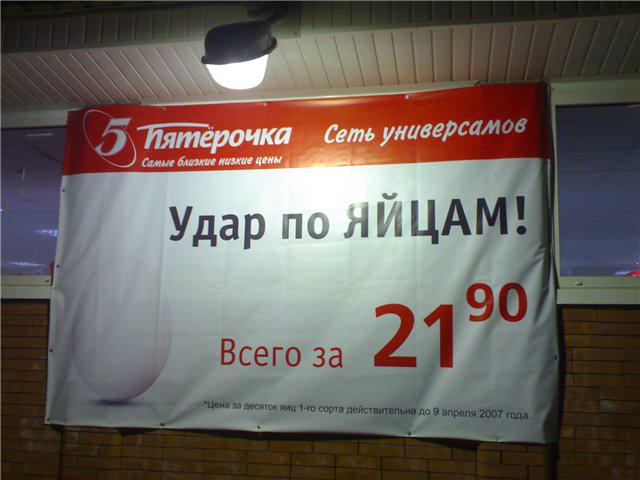 5 Пятёрочка Сеть универсамов
Самые близкие низкие цены
Удар по ЯЙЦАМ!
Всего за 21 90
*Цена за десяток яиц 1-го сорта действительна до 9 апреля 2007 года.